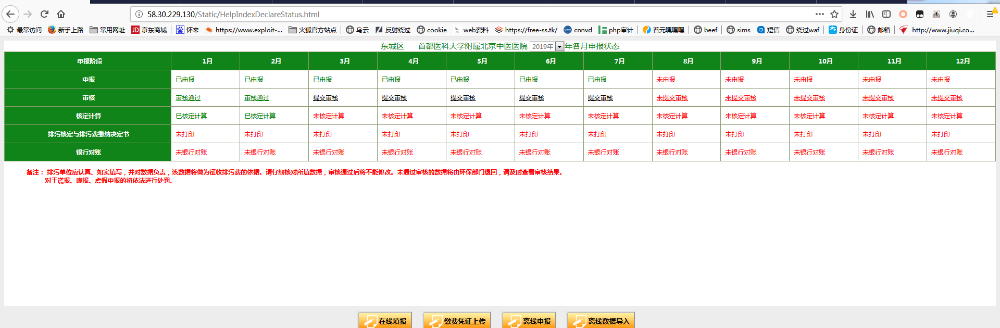 58.30.229.130/Static/HelpIndexDeclareStatus.html
最常访问 新手上路 常用网址 JD 京东商城 怀来 https://www.exploit-... 火狐官方站点 乌云 反射绕过 cookie web资料 https://free-ss.tk/ cnnvd php审计 普元嘿嘿嘿 beef sims 短信 绕过waf 查 身份证 邮箱 http://www.jiuqi.co...
东城区 首都医科大学附属北京中医医院 2019年 年各月申报状态
申报阶段 1月 2月 3月 4月 5月 6月 7月 8月 9月 10月 11月 12月
申报 已申报 已申报 已申报 已申报 已申报 已申报 已申报 未申报 未申报 未申报 未申报 未申报
审核 审核通过 审核通过 提交审核 提交审核 提交审核 提交审核 提交审核 未提交审核 未提交审核 未提交审核 未提交审核 未提交审核
核定计算 已核定计算 已核定计算 未核定计算 未核定计算 未核定计算 未核定计算 未核定计算 未核定计算 未核定计算 未核定计算 未核定计算 未核定计算
排污核定与排污费缴纳决定书 未打印 未打印 未打印 未打印 未打印 未打印 未打印 未打印 未打印 未打印 未打印 未打印
银行对账 未银行对账 未银行对账 未银行对账 未银行对账 未银行对账 未银行对账 未银行对账 未银行对账 未银行对账 未银行对账 未银行对账 未银行对账
备注： 排污单位应认真、如实填写，并对数据负责，该数据将做为征收排污费的依据。请仔细核对所填数据，审核通过后将不能修改。未通过审核的数据将由环保部门退回，请及时查看审核结果。
对于谎报、瞒报、虚假申报的将依法进行处罚。
在线填报 缴费凭证上传 离线申报 离线数据导入